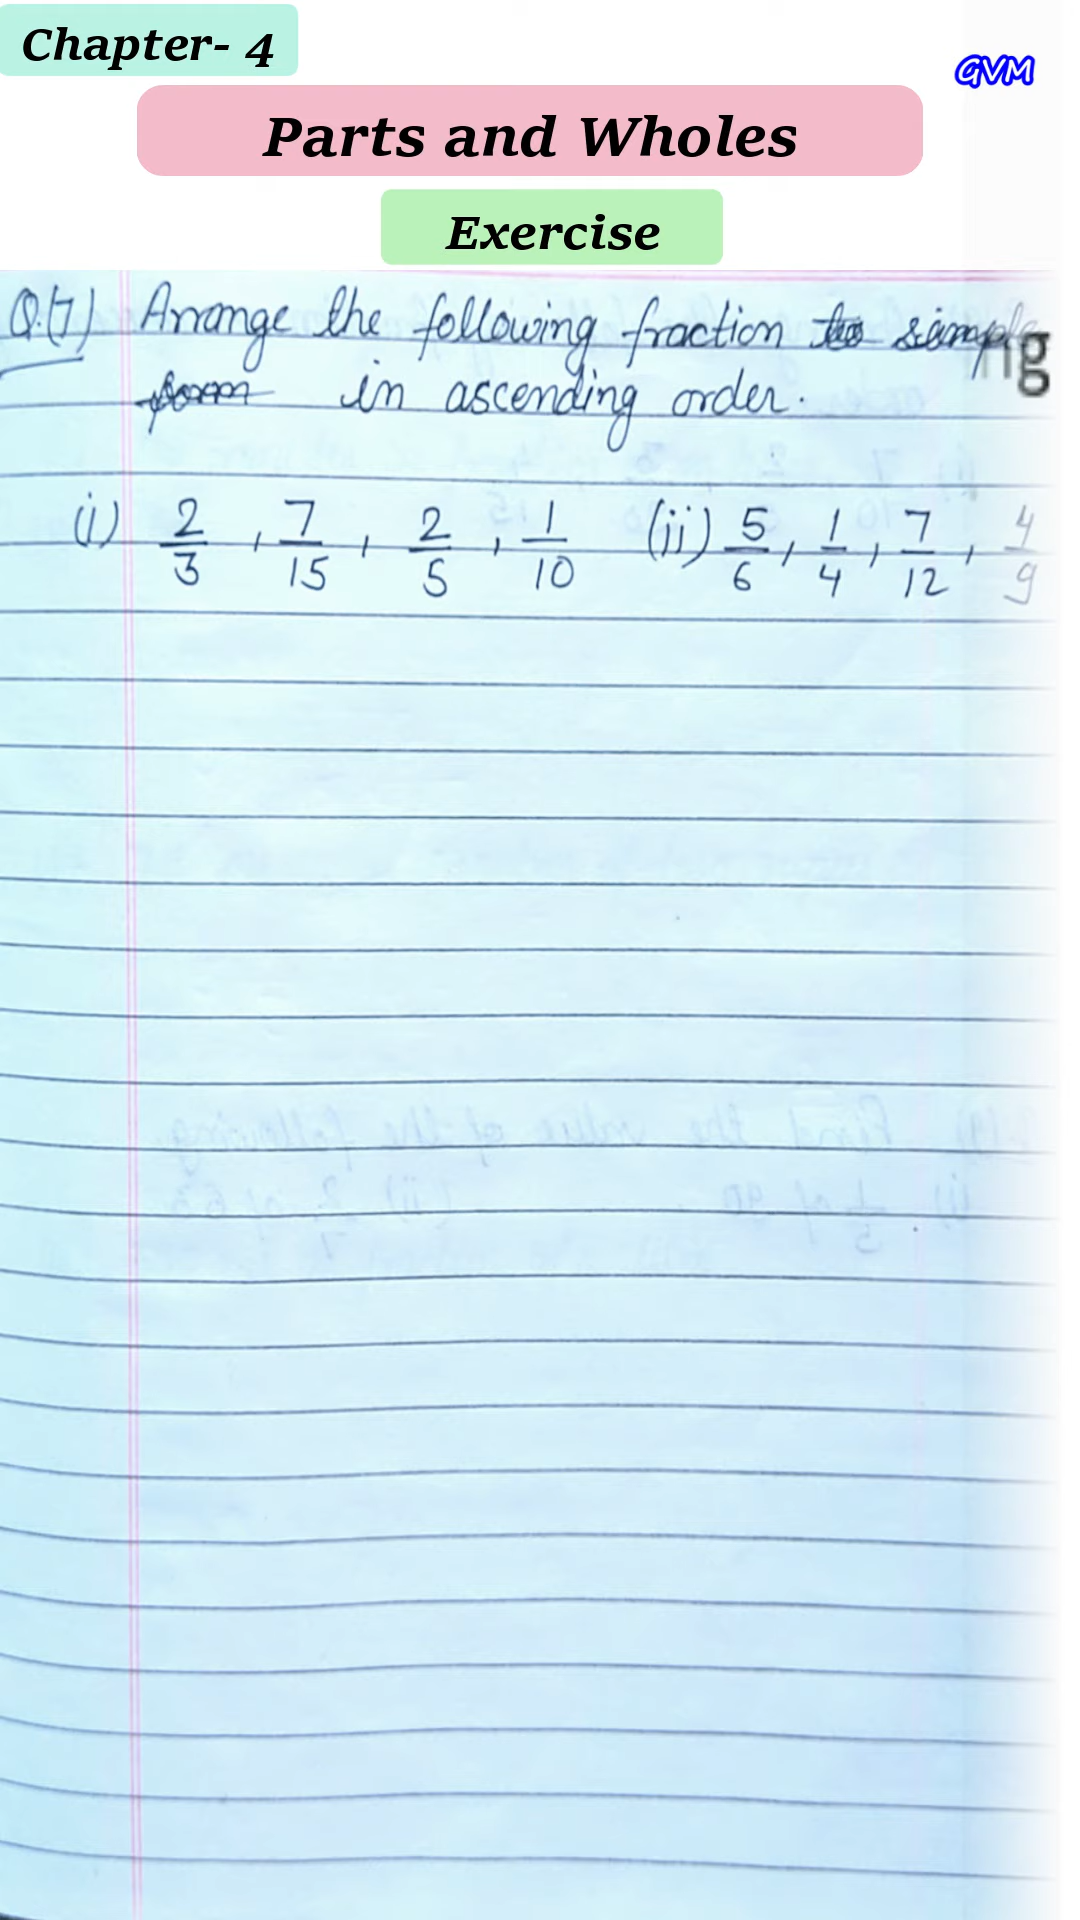 Chapter- 4
GVM
Parts and Wholes
Exercise
Q.(7) Arrange the following fraction to simple
ng
form in ascending order.
(i) 2/3 , 7/15 , 2/5 , 1/10 (ii) 5/6 , 1/4 , 7/12 , 4/9